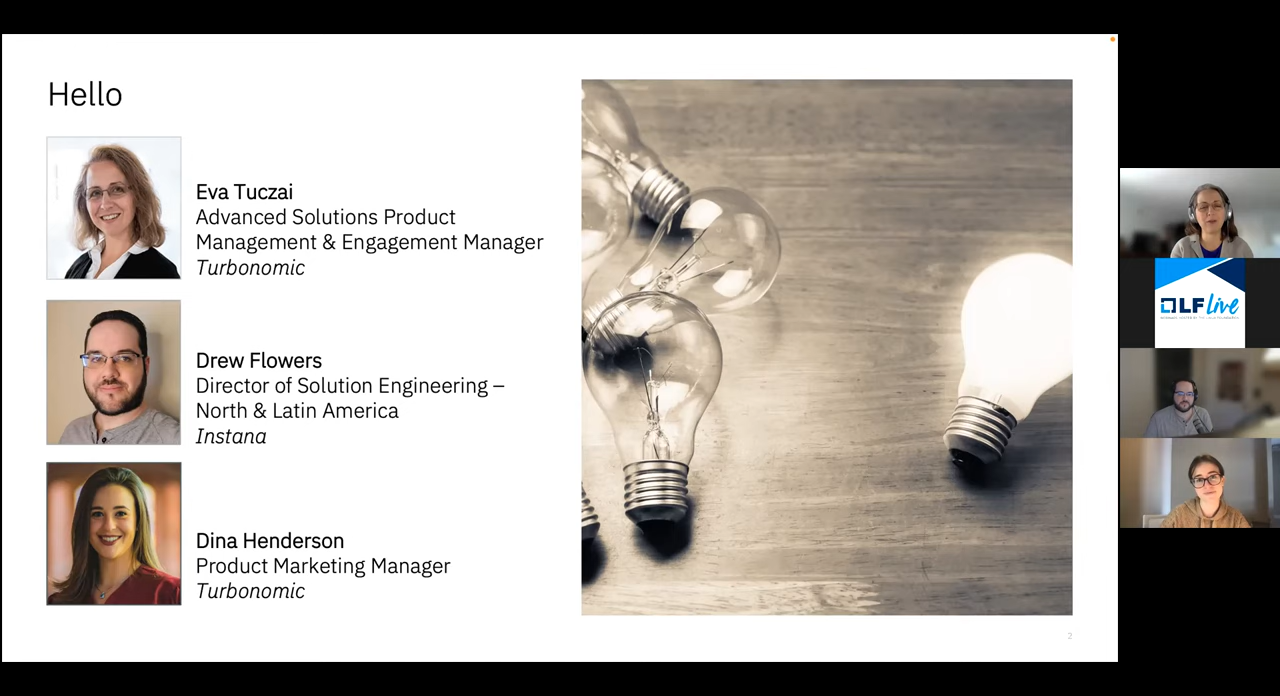 Hello
Eva Tuczai
Advanced Solutions Product
Management & Engagement Manager
Turbonomic
Drew Flowers
Director of Solution Engineering –
North & Latin America
Instana
Dina Henderson
Product Marketing Manager
Turbonomic
2
LF live